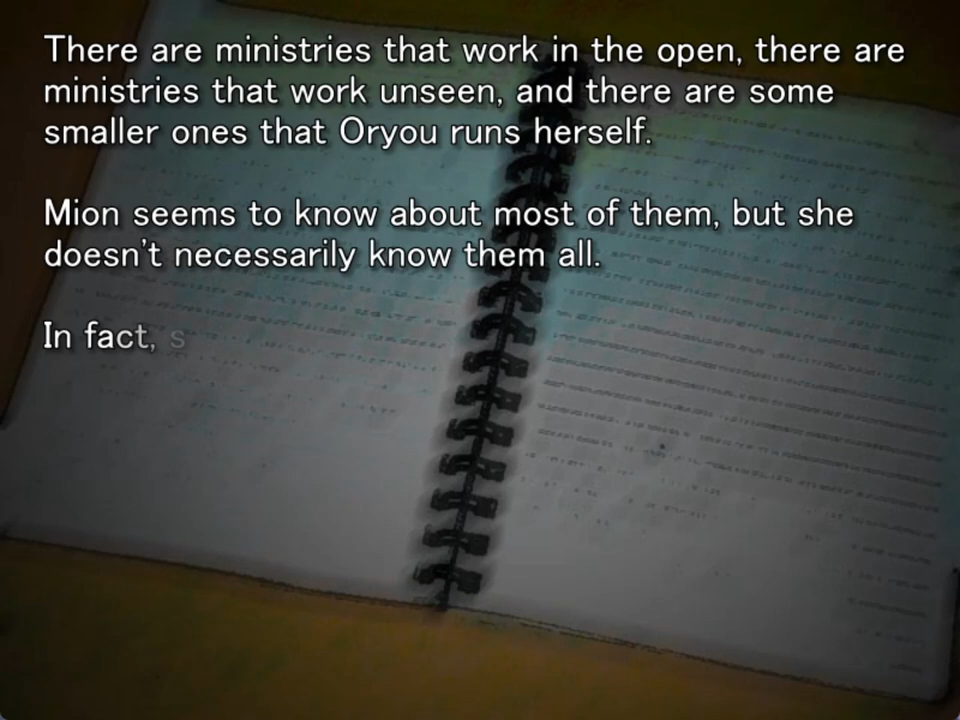 There are ministries that work in the open, there are
ministries that work unseen, and there are some
smaller ones that Oryou runs herself.
Mion seems to know about most of them, but she
doesn't necessarily know them all.
In fact, s